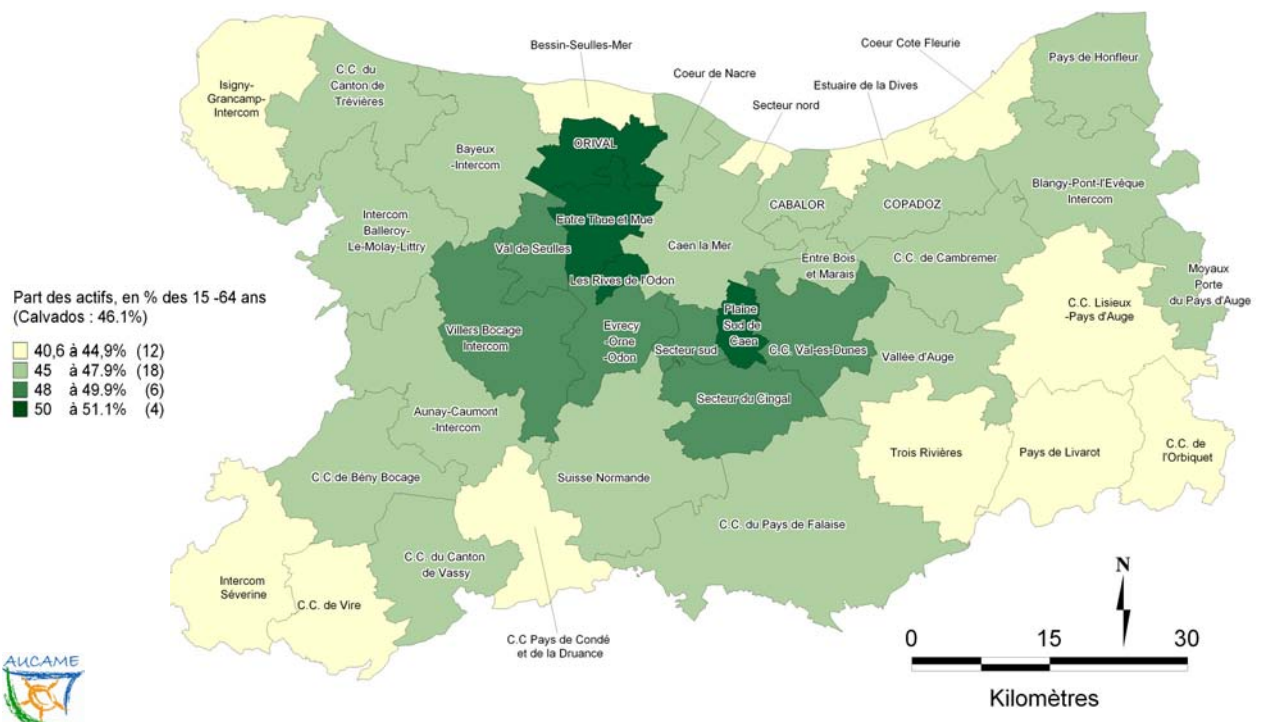 Bessin-Seulles-Mer
Coeur Cote Fleurie
Pays de Honfleur
Coeur de Nacre
Estuaire de la Dives
Secteur nord
Isigny-
Grancamp-
Intercom
C.C. du
Canton de
Trévières
ORIVAL
Bayeux
-Intercom
Blangy-Pont-l'Evêque
Intercom
CABALOR
COPADOZ
Intercom
Balleroy-
Le-Molay-Littry
Entre Thue et Mue
Val de Seulles
Caen la Mer
Entre Bois
et Marais
C.C. de Cambremer
Les Rives de l'Odon
Moyaux
Porte
du Pays d'Auge
Part des actifs, en % des 15 -64 ans
(Calvados : 46.1%)
40,6 à 44,9% (12)
45 à 47.9% (18)
48 à 49.9% (6)
50 à 51.1% (4)
C.C. Lisieux
-Pays d'Auge
Villers Bocage
Intercom
Evrecy
-Orne
-Odon
Plaine
Sud de
Caen
Secteur sud
C.C. Val-es-Dunes
Vallée d'Auge
Secteur du Cingal
Aunay-Caumont
-Intercom
Trois Rivières
Pays de Livarot
C.C. de
l'Orbiquet
C.C de Bény Bocage
Suisse Normande
C.C. du Pays de Falaise
C.C. du Canton
de Vassy
Intercom
Séverine
C.C. de Vire
C.C Pays de Condé
et de la Druance
N
0 15 30
Kilomètres
AUCAME